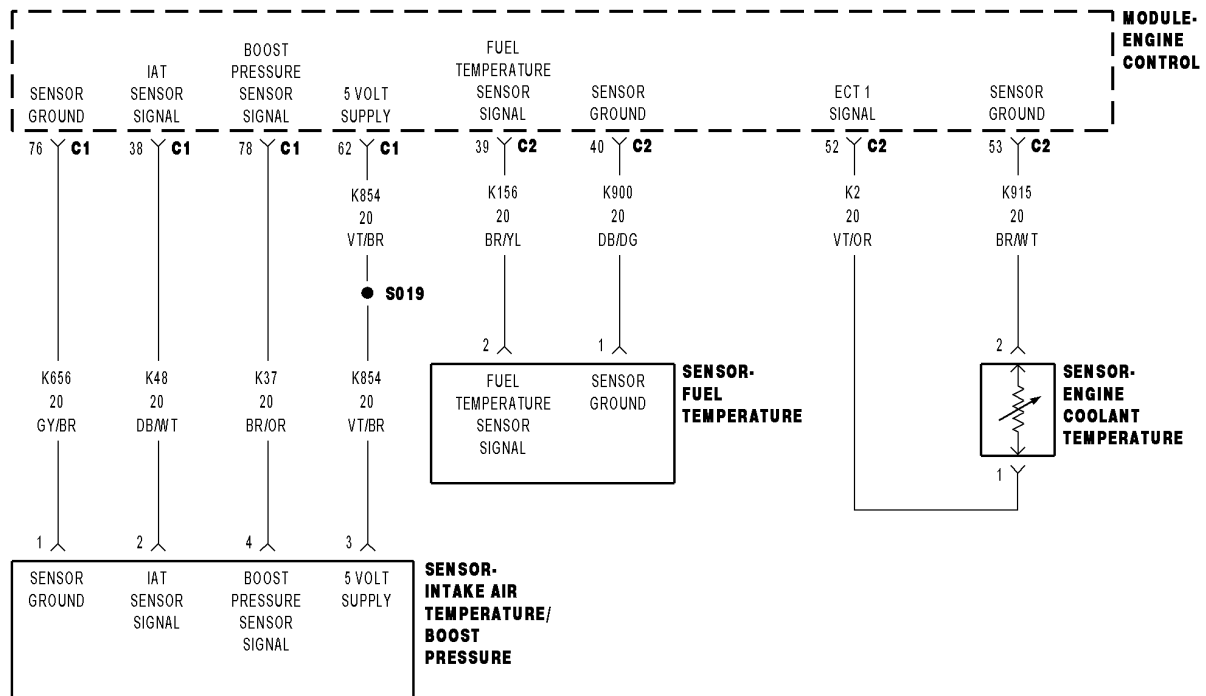 MODULE-
ENGINE
CONTROL
SENSOR
GROUND
IAT
SENSOR
SIGNAL
BOOST
PRESSURE
SENSOR
SIGNAL
5 VOLT
SUPPLY
FUEL
TEMPERATURE
SENSOR
SIGNAL
SENSOR
GROUND
ECT 1
SIGNAL
SENSOR
GROUND
76 C1
38 C1
78 C1
62 C1
39 C2
40 C2
52 C2
53 C2
K854
20
VT/BR
K156
20
BR/YL
K900
20
DB/DG
K2
20
VT/OR
K915
20
BR/WT
S019
2
1
2
K656
20
GY/BR
K48
20
DB/WT
K37
20
BR/OR
K854
20
VT/BR
FUEL
TEMPERATURE
SENSOR
SIGNAL
SENSOR
GROUND
SENSOR-
FUEL
TEMPERATURE
SENSOR-
ENGINE
COOLANT
TEMPERATURE
1
1
2
4
3
SENSOR
GROUND
IAT
SENSOR
SIGNAL
BOOST
PRESSURE
SENSOR
SIGNAL
5 VOLT
SUPPLY
SENSOR-
INTAKE AIR
TEMPERATURE/
BOOST
PRESSURE